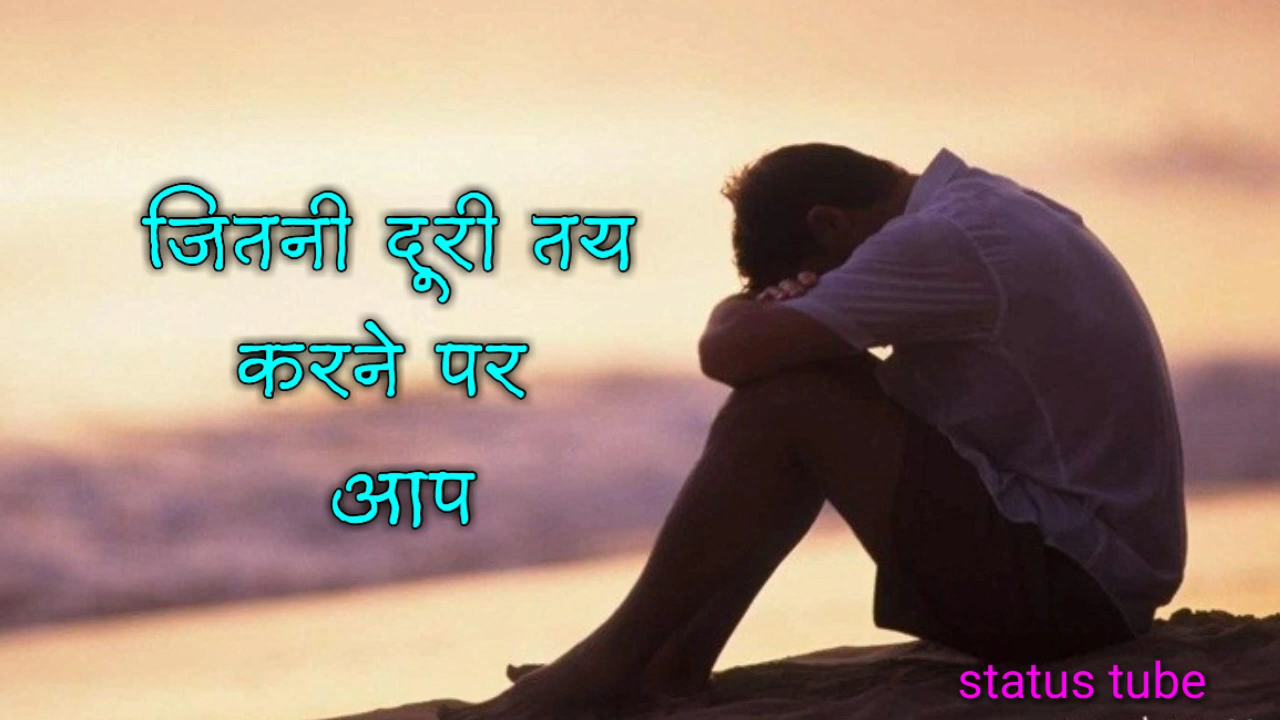 जितनी दूरी तय
करने पर
आप
status tube